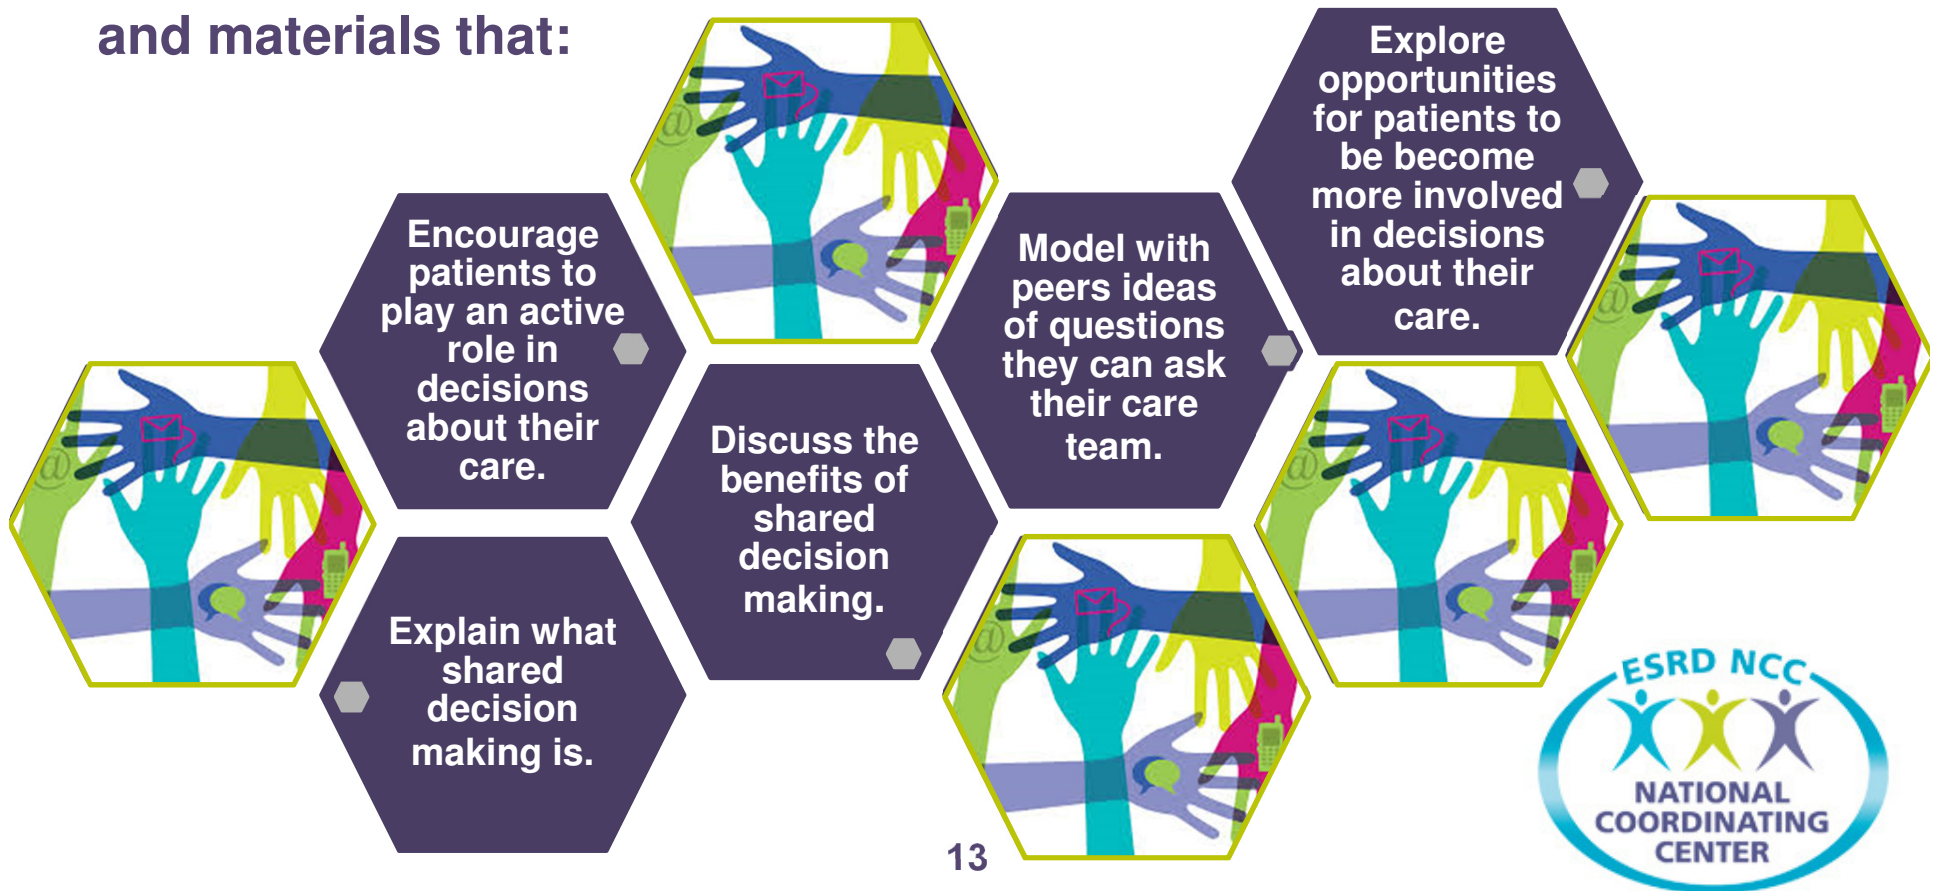 and materials that:
Encourage
patients to
play an active
role in
decisions
about their
care.
Explain what
shared
decision
making is.
Discuss the
benefits of
shared
decision
making.
Model with
peers ideas
of questions
they can ask
their care
team.
Explore
opportunities
for patients to
be become
more involved
in decisions
about their
care.
@
@
@
@
@
13
ESRD NCC
NATIONAL
COORDINATING
CENTER